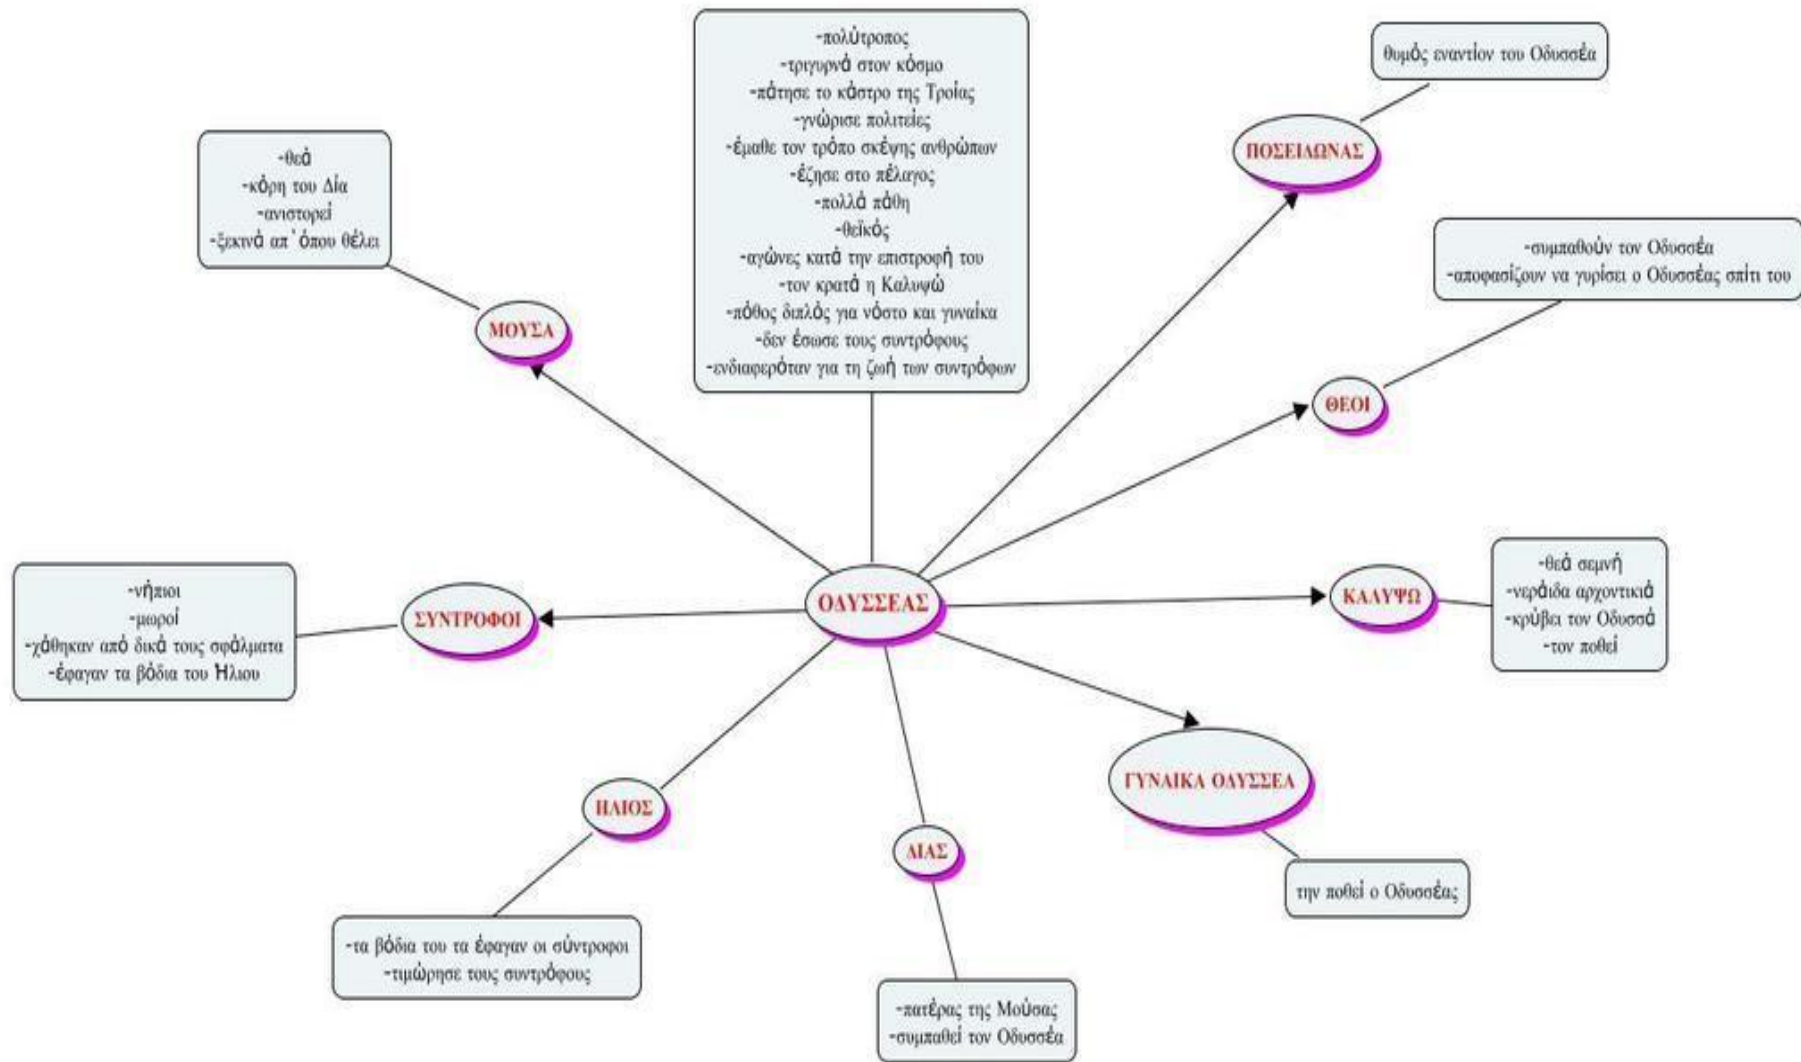 -πολύτροπος
-τριγυρνά στον κόσμο
-πάτησε το κάστρο της Τροίας
-γνώρισε πολιτείες
-έμαθε τον τρόπο σκέψης ανθρώπων
-έζησε στο πέλαγος
-πολλά πάθη
-θεϊκός
-αγώνες κατά την επιστροφή του
-τον κρατά η Καλυψώ
-πόθος διπλός για νόστο και γυναίκα
-δεν έσωσε τους συντρόφους
-ενδιαφερόταν για τη ζωή των συντρόφων
θυμός εναντίον του Οδυσσέα
ΠΟΣΕΙΔΩΝΑΣ
-θεά
-κόρη του Δία
-ανιστορεί
-ξεκινά απ΄ όπου θέλει
ΜΟΥΣΑ
-συμπαθούν τον Οδυσσέα
-αποφασίζουν να γυρίσει ο Οδυσσέας σπίτι του
ΘΕΟΙ
-νήπιοι
-μωροί
-χάθηκαν από δικά τους σφάλματα
-έφαγαν τα βόδια του Ήλιου
ΣΥΝΤΡΟΦΟΙ
ΟΔΥΣΣΕΑΣ
ΚΑΛΥΨΩ
-θεά σεμνή
-νεράιδα αρχοντικιά
-κρύβει τον Οδυσσά
-τον ποθεί
ΓΥΝΑΙΚΑ ΟΔΥΣΣΕΑ
την ποθεί ο Οδυσσέας
ΗΛΙΟΣ
-τα βόδια του τα έφαγαν οι σύντροφοι
-τιμώρησε τους συντρόφους
ΔΙΑΣ
-πατέρας της Μούσας
-συμπαθεί τον Οδυσσέα